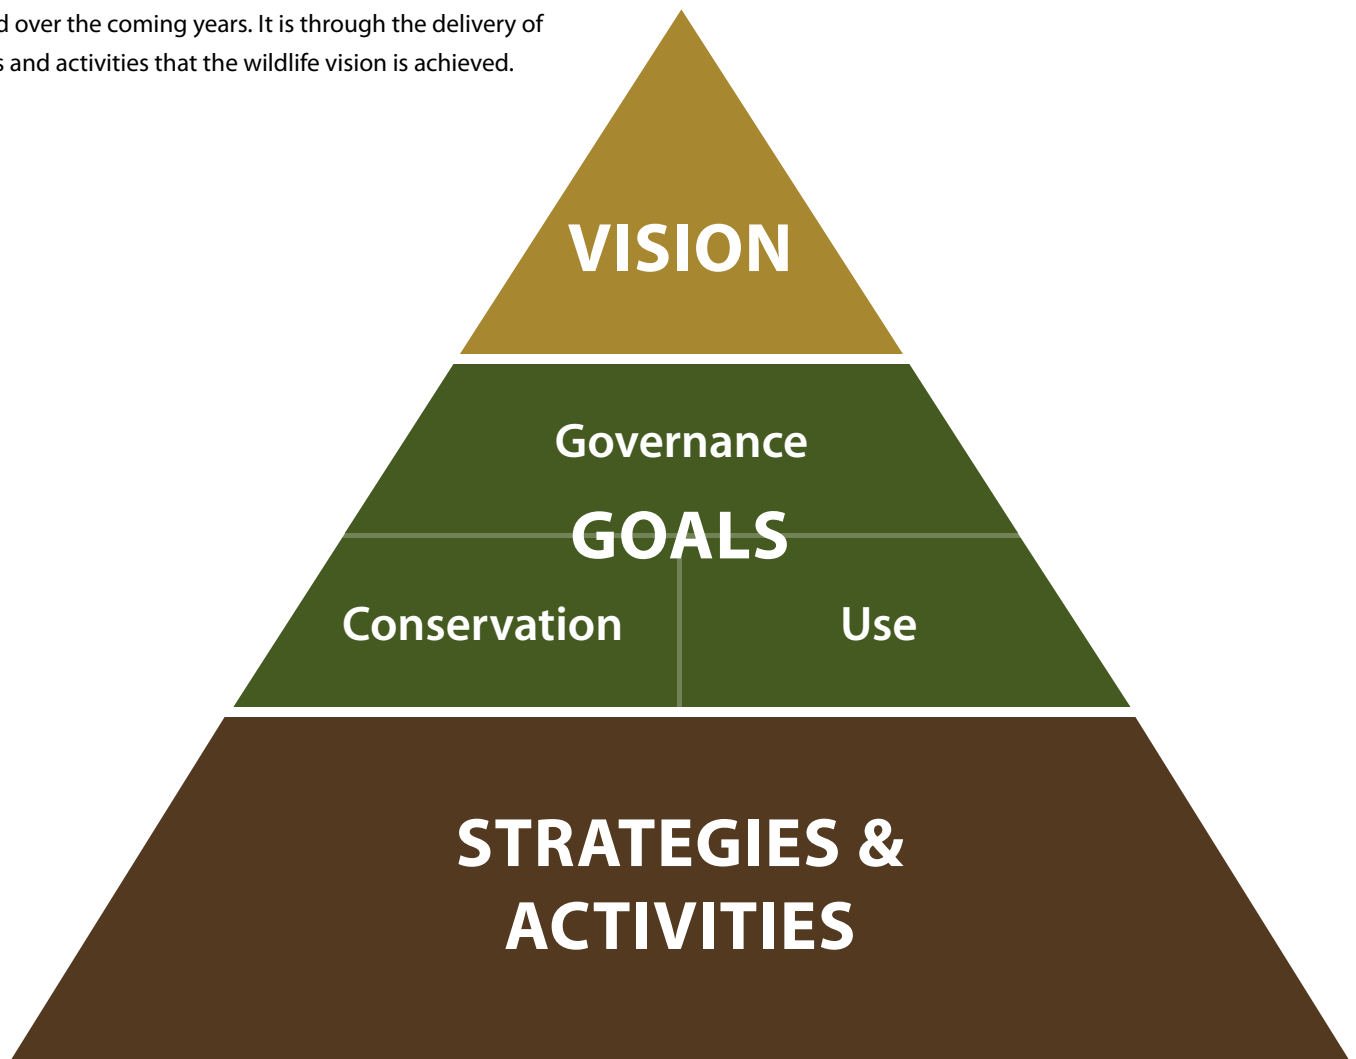 over the coming years. It is through the delivery of
and activities that the wildlife vision is achieved.
VISION
Governance
GOALS
Conservation
Use
STRATEGIES &
ACTIVITIES